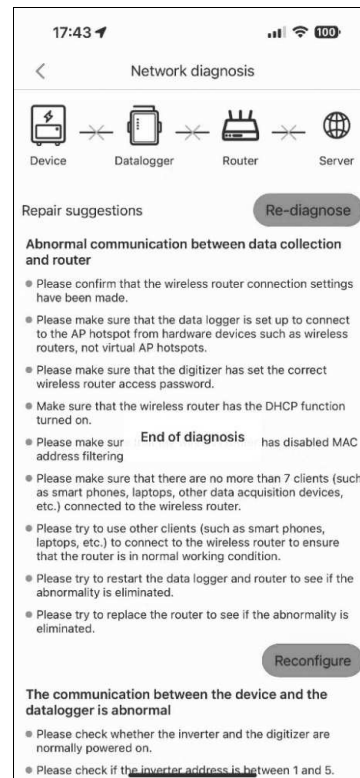 17:43
100
Network diagnosis
Device
Datalogger
Router
Server
Repair suggestions
Re-diagnose
Abnormal communication between data collection
and router
Please confirm that the wireless router connection settings
have been made.
Please make sure that the data logger is set up to connect
to the AP hotspot from hardware devices such as wireless
routers, not virtual AP hotspots.
Please make sure that the digitizer has set the correct
wireless router access password.
Make sure that the wireless router has the DHCP function
turned on.
Please make sur
End of diagnosis
has disabled MAC
address filtering
Please make sure that there are no more than 7 clients (such
as smart phones, laptops, other data acquisition devices,
etc.) connected to the wireless router.
Please try to use other clients (such as smart phones,
laptops, etc.) to connect to the wireless router to ensure
that the router is in normal working condition.
Please try to restart the data logger and router to see if the
abnormality is eliminated.
Please try to replace the router to see if the abnormality is
eliminated.
Reconfigure
The communication between the device and the
datalogger is abnormal
Please check whether the inverter and the digitizer are
normally powered on.
Please check if the inverter address is between 1 and 5.